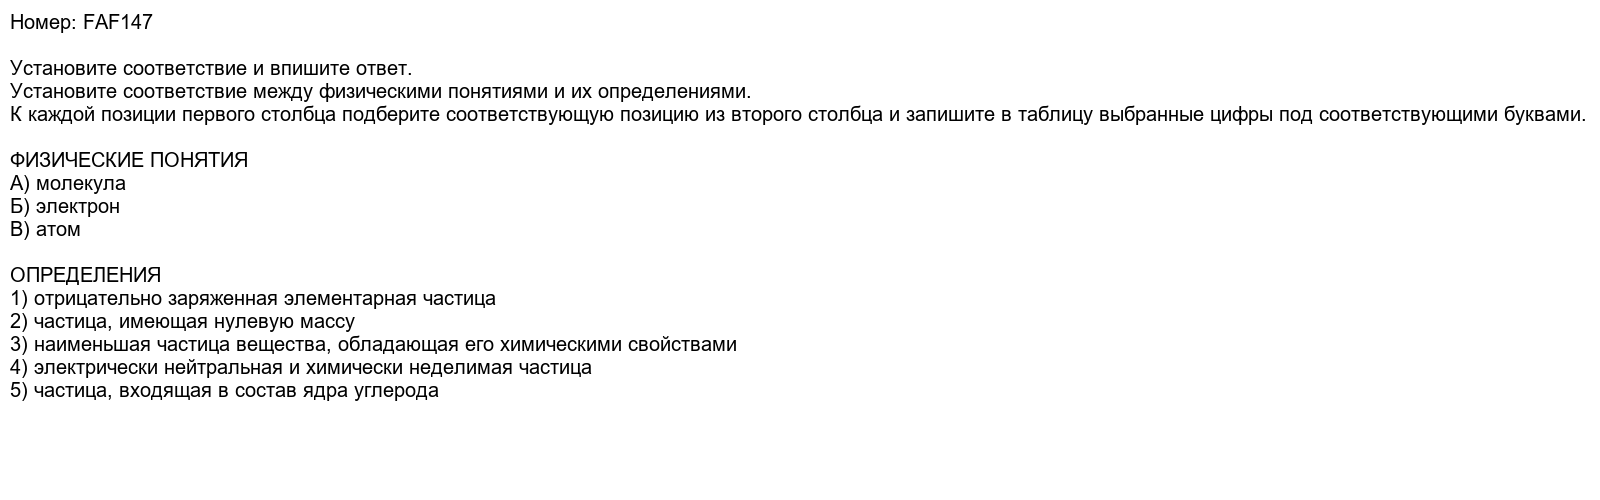 Номер: FAF147
Установите соответствие и впишите ответ.
Установите соответствие между физическими понятиями и их определениями.
К каждой позиции первого столбца подберите соответствующую позицию из второго столбца и запишите в таблицу выбранные цифры под соответствующими буквами.
ФИЗИЧЕСКИЕ ПОНЯТИЯ
А) молекула
Б) электрон
В) атом
ОПРЕДЕЛЕНИЯ
1) отрицательно заряженная элементарная частица
2) частица, имеющая нулевую массу
3) наименьшая частица вещества, обладающая его химическими свойствами
4) электрически нейтральная и химически неделимая частица
5) частица, входящая в состав ядра углерода